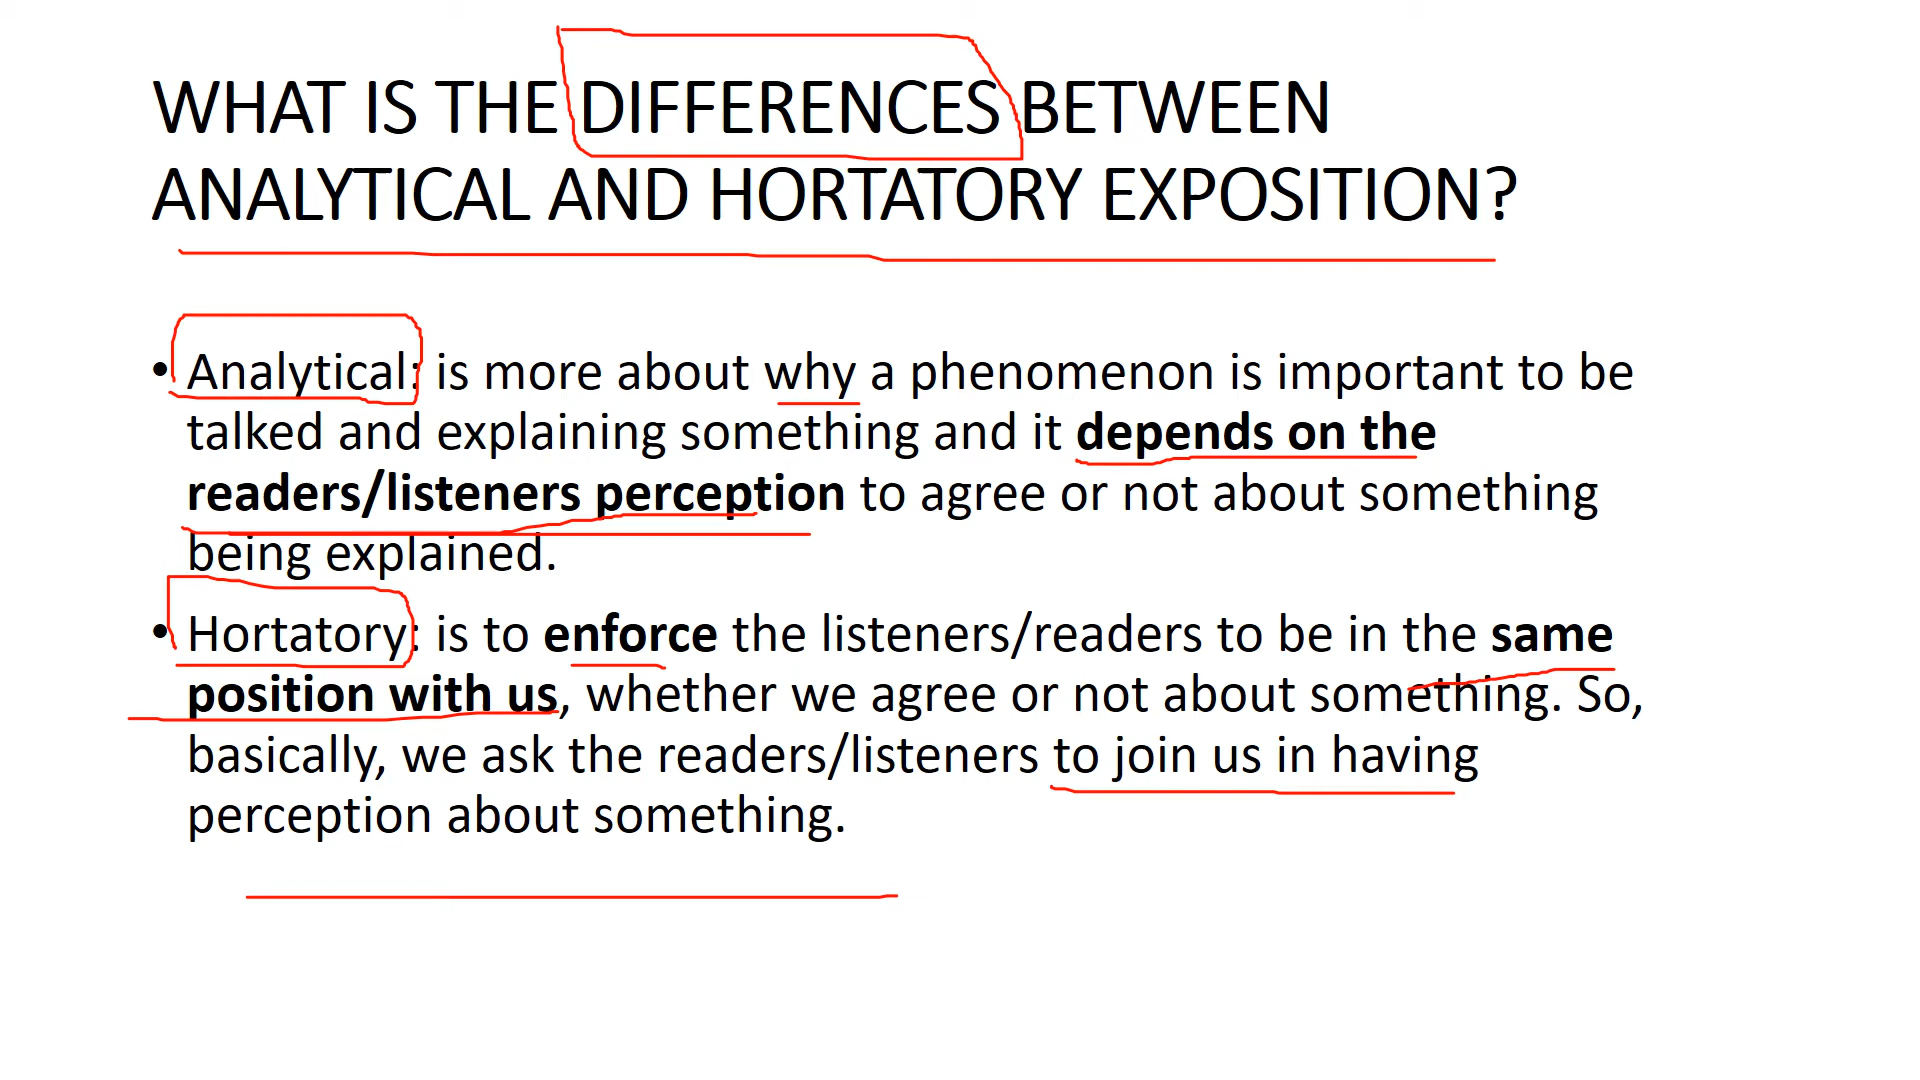 WHAT IS THE DIFFERENCES BETWEEN
ANALYTICAL AND HORTATORY EXPOSITION?
• Analytical: is more about why a phenomenon is important to be
talked and explaining something and it depends on the
readers/listeners perception to agree or not about something
being explained.
• Hortatory: is to enforce the listeners/readers to be in the same
position with us, whether we agree or not about something. So,
basically, we ask the readers/listeners to join us in having
perception about something.